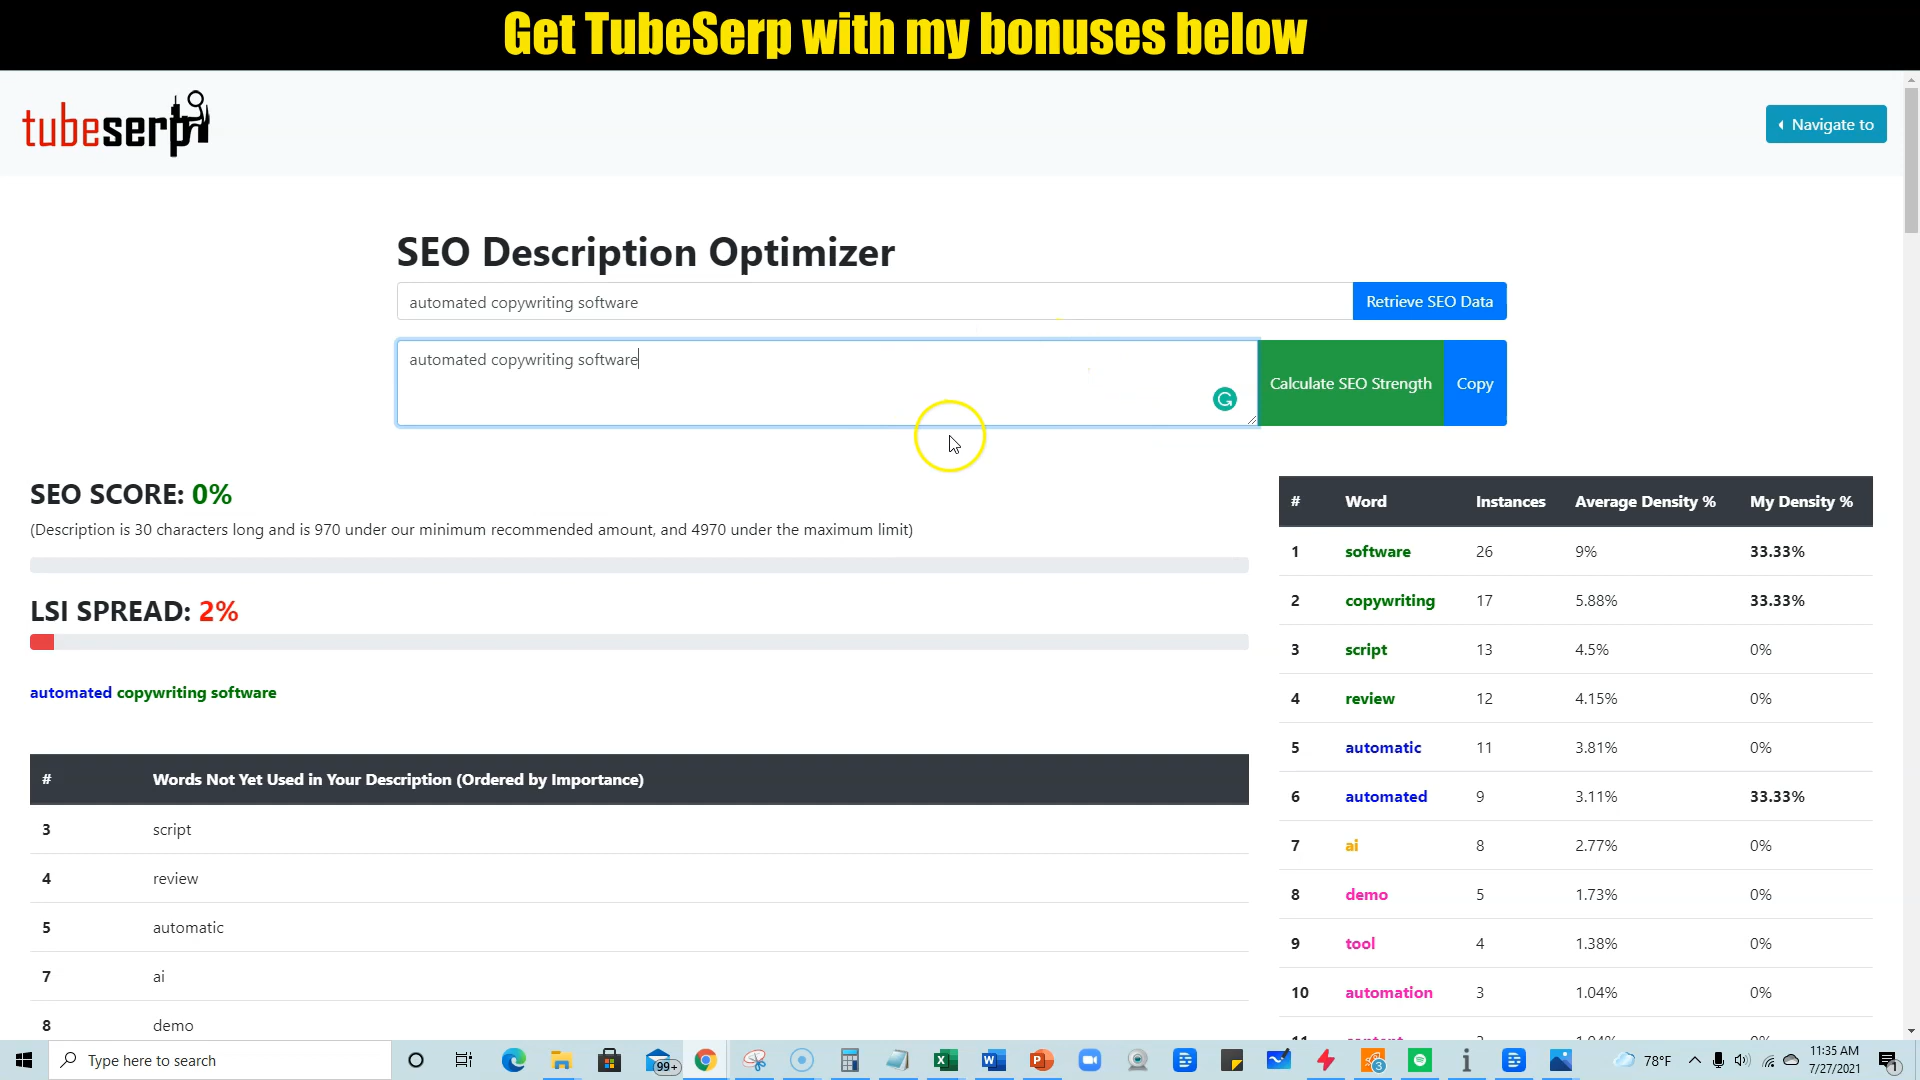 Get TubeSerp with my bonuses below
tubeserp
Navigate to
SEO Description Optimizer
automated copywriting software
Retrieve SEO Data
automated copywriting software
Calculate SEO Strength
Copy
SEO SCORE: 0%
(Description is 30 characters long and is 970 under our minimum recommended amount, and 4970 under the maximum limit)
LSI SPREAD: 2%
automated copywriting software
# Words Not Yet Used in Your Description (Ordered by Importance)
3 script
4 review
5 automatic
7 ai
8 demo
# Word Instances Average Density % My Density %
1 software 26 9% 33.33%
2 copywriting 17 5.88% 33.33%
3 script 13 4.5% 0%
4 review 12 4.15% 0%
5 automatic 11 3.81% 0%
6 automated 9 3.11% 33.33%
7 ai 8 2.77% 0%
8 demo 5 1.73% 0%
9 tool 4 1.38% 0%
10 automation 3 1.04% 0%
Type here to search
99+
3
78°F
11:35 AM
7/27/2021
1